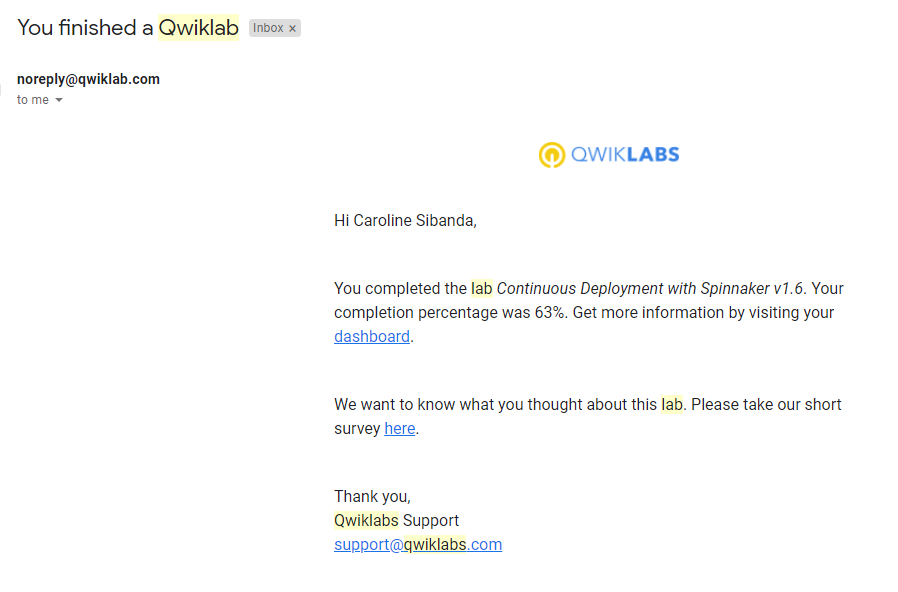 You finished a Qwiklab Inbox ×
noreply@qwiklab.com
to me
QWIKLABS
Hi Caroline Sibanda,
You completed the lab Continuous Deployment with Spinnaker v1.6. Your
completion percentage was 63%. Get more information by visiting your
dashboard.
We want to know what you thought about this lab. Please take our short
survey here.
Thank you,
Qwiklabs Support
support@qwiklabs.com